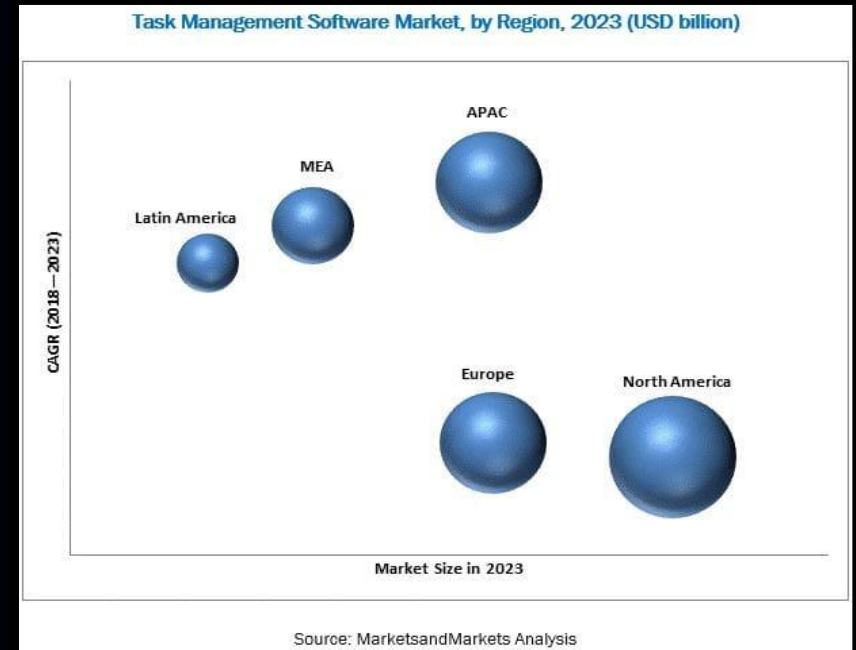 Task Management Software Market, by Region, 2023 (USD billion)
APAC
MEA
Latin America
CAGR (2018—2023)
Europe
North America
Market Size in 2023
Source: MarketsandMarkets Analysis